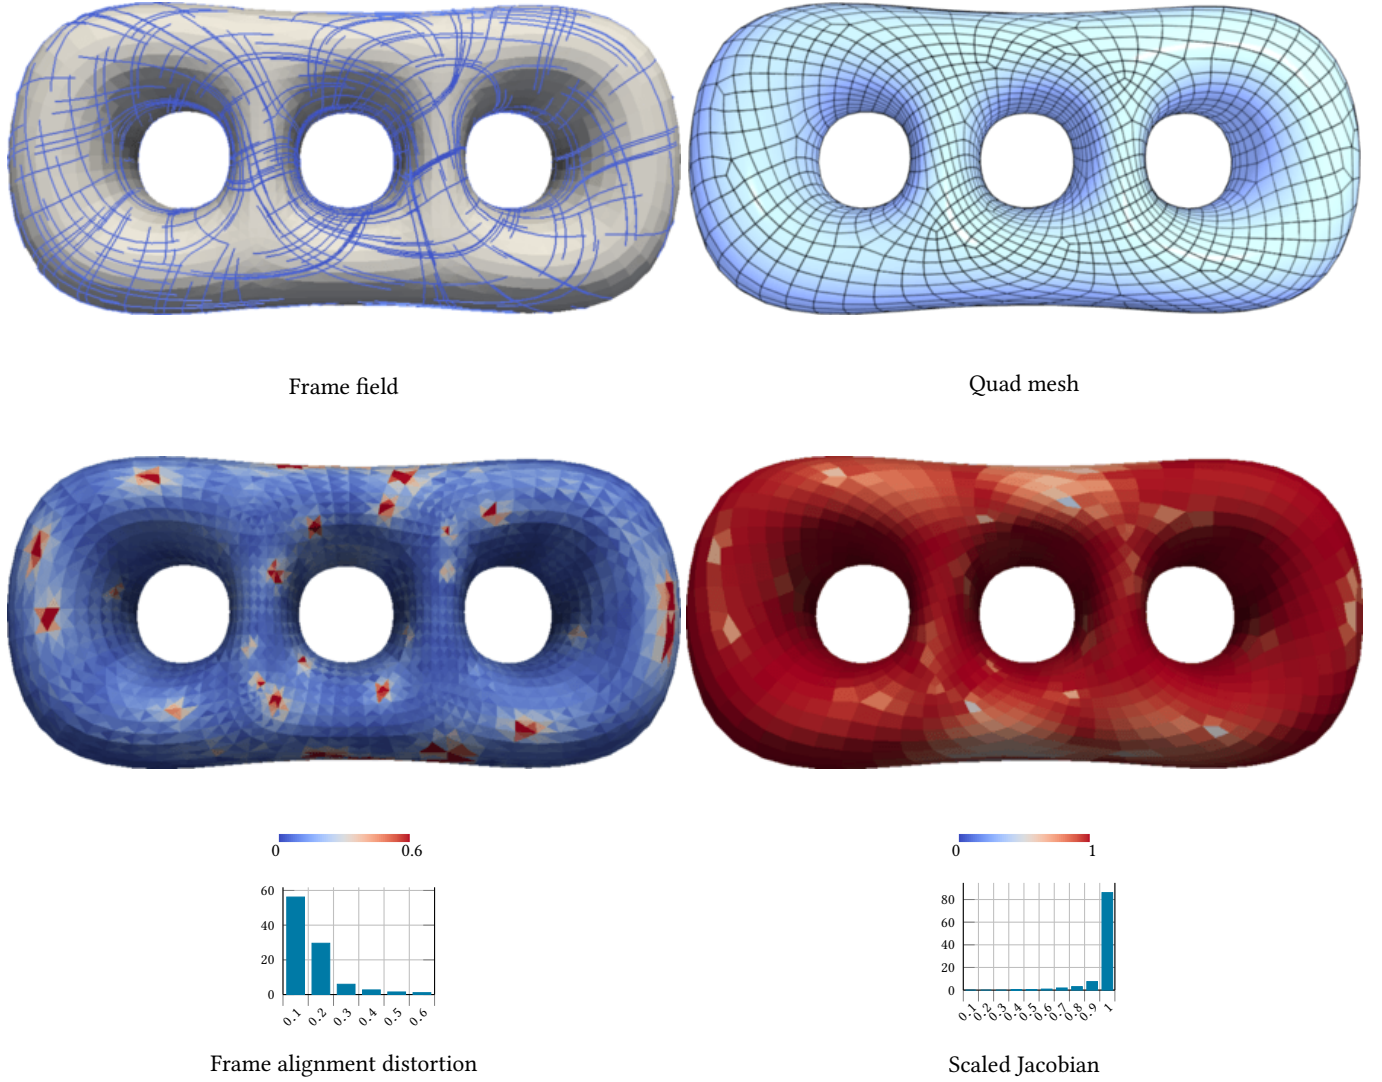 Frame field
Quad mesh
0 0.6
0 1
60
40
20
0
0.1 0.2 0.3 0.4 0.5 0.6
80
60
40
20
0
0.1 0.2 0.3 0.4 0.5 0.6 0.7 0.8 0.9 1
Frame alignment distortion
Scaled Jacobian